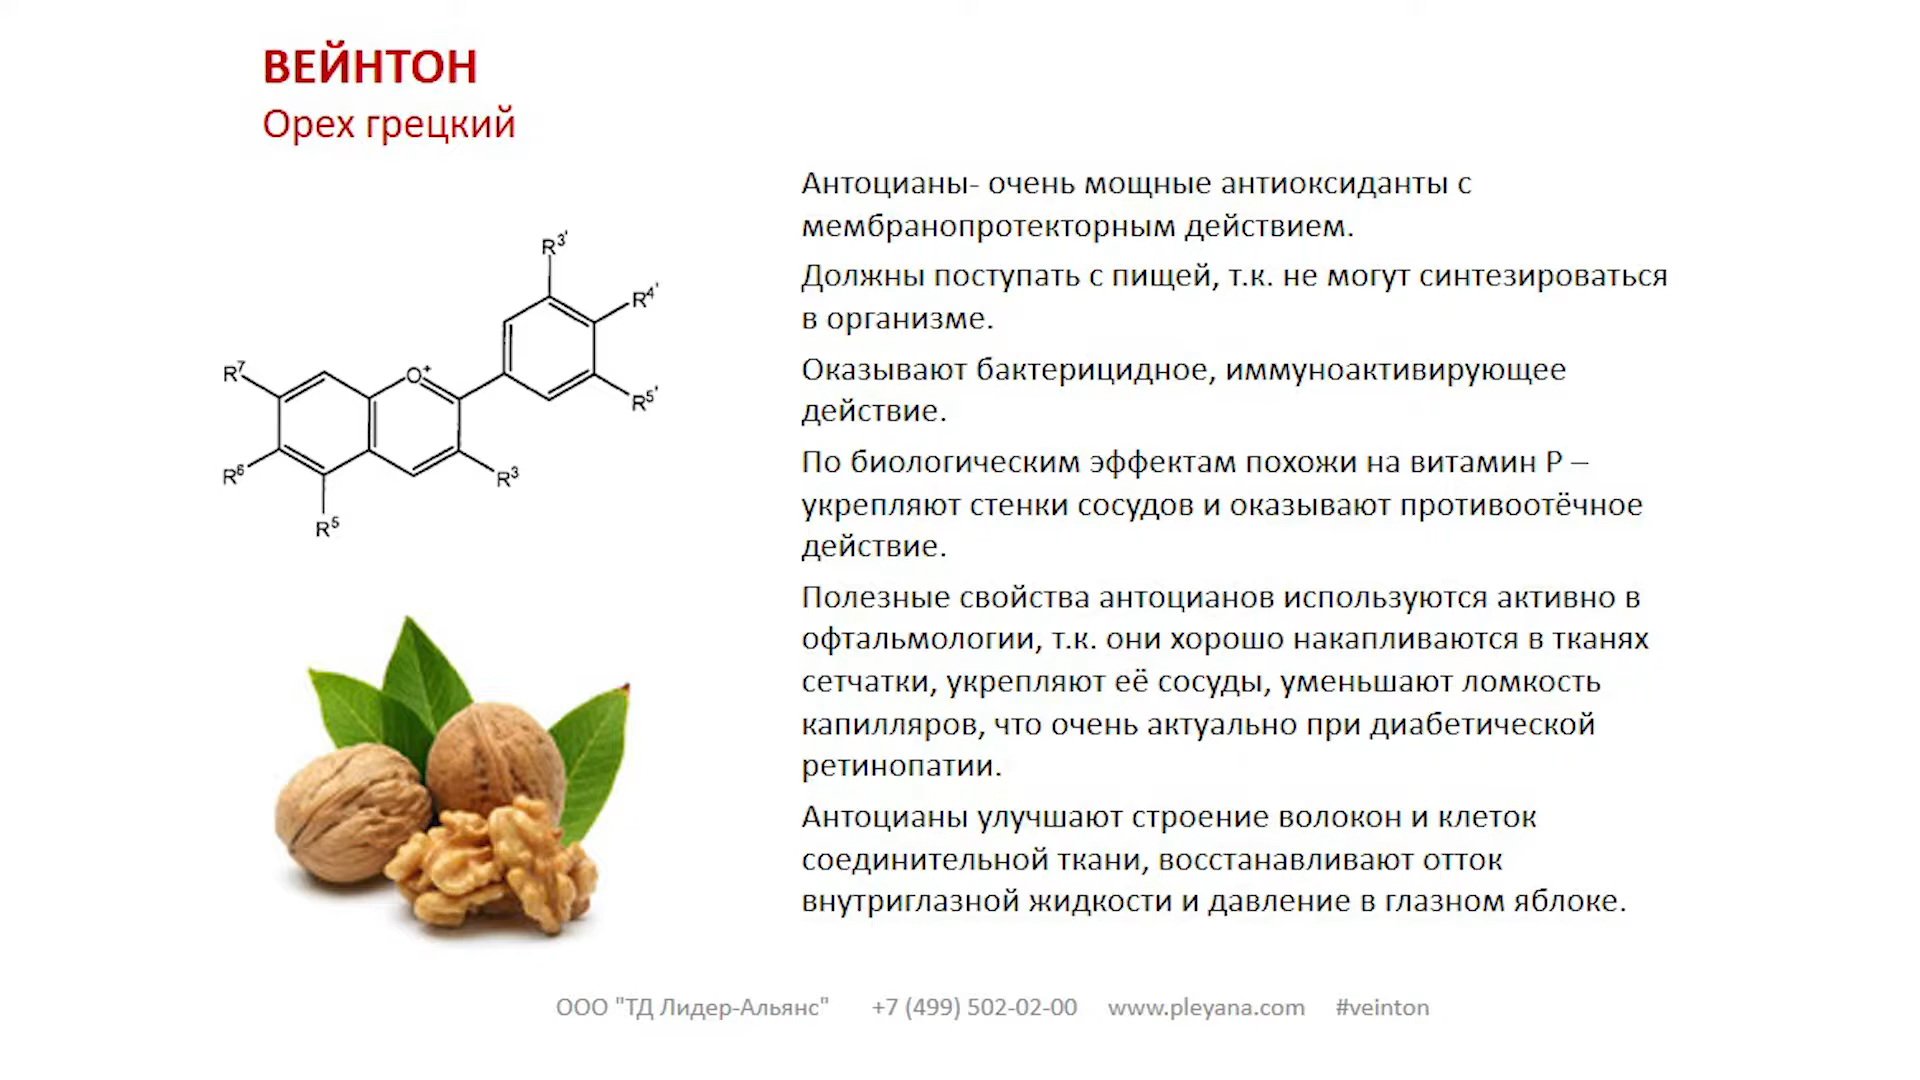 ВЕЙНТОН
Орех грецкий
Антоцианы- очень мощные антиоксиданты с
мембранопротекторным действием.
Должны поступать с пищей, т.к. не могут синтезироваться
в организме.
Оказывают бактерицидное, иммуноактивирующее
действие.
По биологическим эффектам похожи на витамин Р –
укрепляют стенки сосудов и оказывают противоотёчное
действие.
Полезные свойства антоцианов используются активно в
офтальмологии, т.к. они хорошо накапливаются в тканях
сетчатки, укрепляют её сосуды, уменьшают ломкость
капилляров, что очень актуально при диабетической
ретинопатии.
Антоцианы улучшают строение волокон и клеток
соединительной ткани, восстанавливают отток
внутриглазной жидкости и давление в глазном яблоке.
R3'
R4'
R7
O+
R5'
R6
R3
R5
ООО "ТД Лидер-Альянс" +7 (499) 502-02-00 www.pleyana.com #veinton